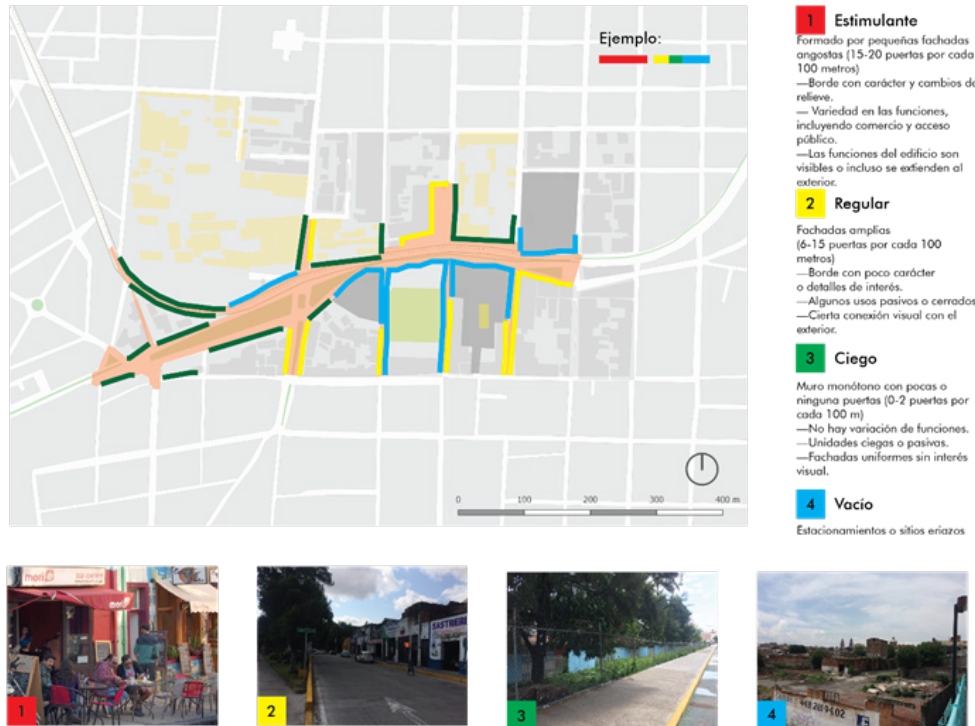 Ejemplo:
0 100 200 300 400 m
1 Estimulante
Formado por pequeñas fachadas
angostas (15-20 puertas por cada
100 metros)
—Borde con carácter y cambios de
relieve.
— Variedad en las funciones,
incluyendo comercio y acceso
público.
—Las funciones del edificio son
visibles o incluso se extienden al
exterior.
2 Regular
Fachadas amplias
(6-15 puertas por cada 100
metros)
—Borde con poco carácter
o detalles de interés.
—Algunos usos pasivos o cerrados
—Cierta conexión visual con el
exterior.
3 Ciego
Muro monótono con pocas o
ninguna puertas (0-2 puertas por
cada 100 m)
—No hay variación de funciones.
—Unidades ciegas o pasivas.
—Fachadas uniformes sin interés
visual.
4 Vacío
Estacionamientos o sitios eriazos
mori
1
SASTRERI
2
3
4